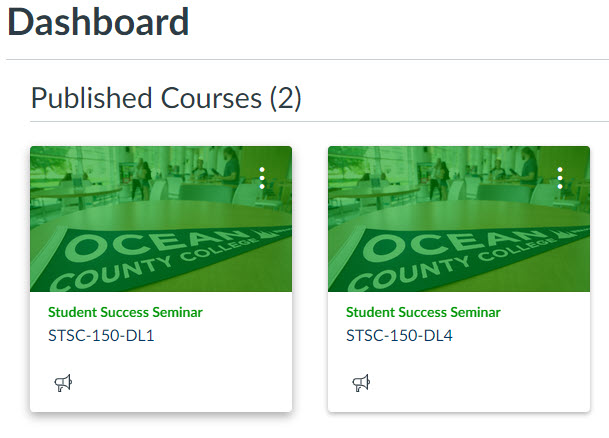 Dashboard
Published Courses (2)
OCEAN
COUNTY COLLEGE
Student Success Seminar
STSC-150-DL1
OCEAN
COUNTY COLLEGE
Student Success Seminar
STSC-150-DL4